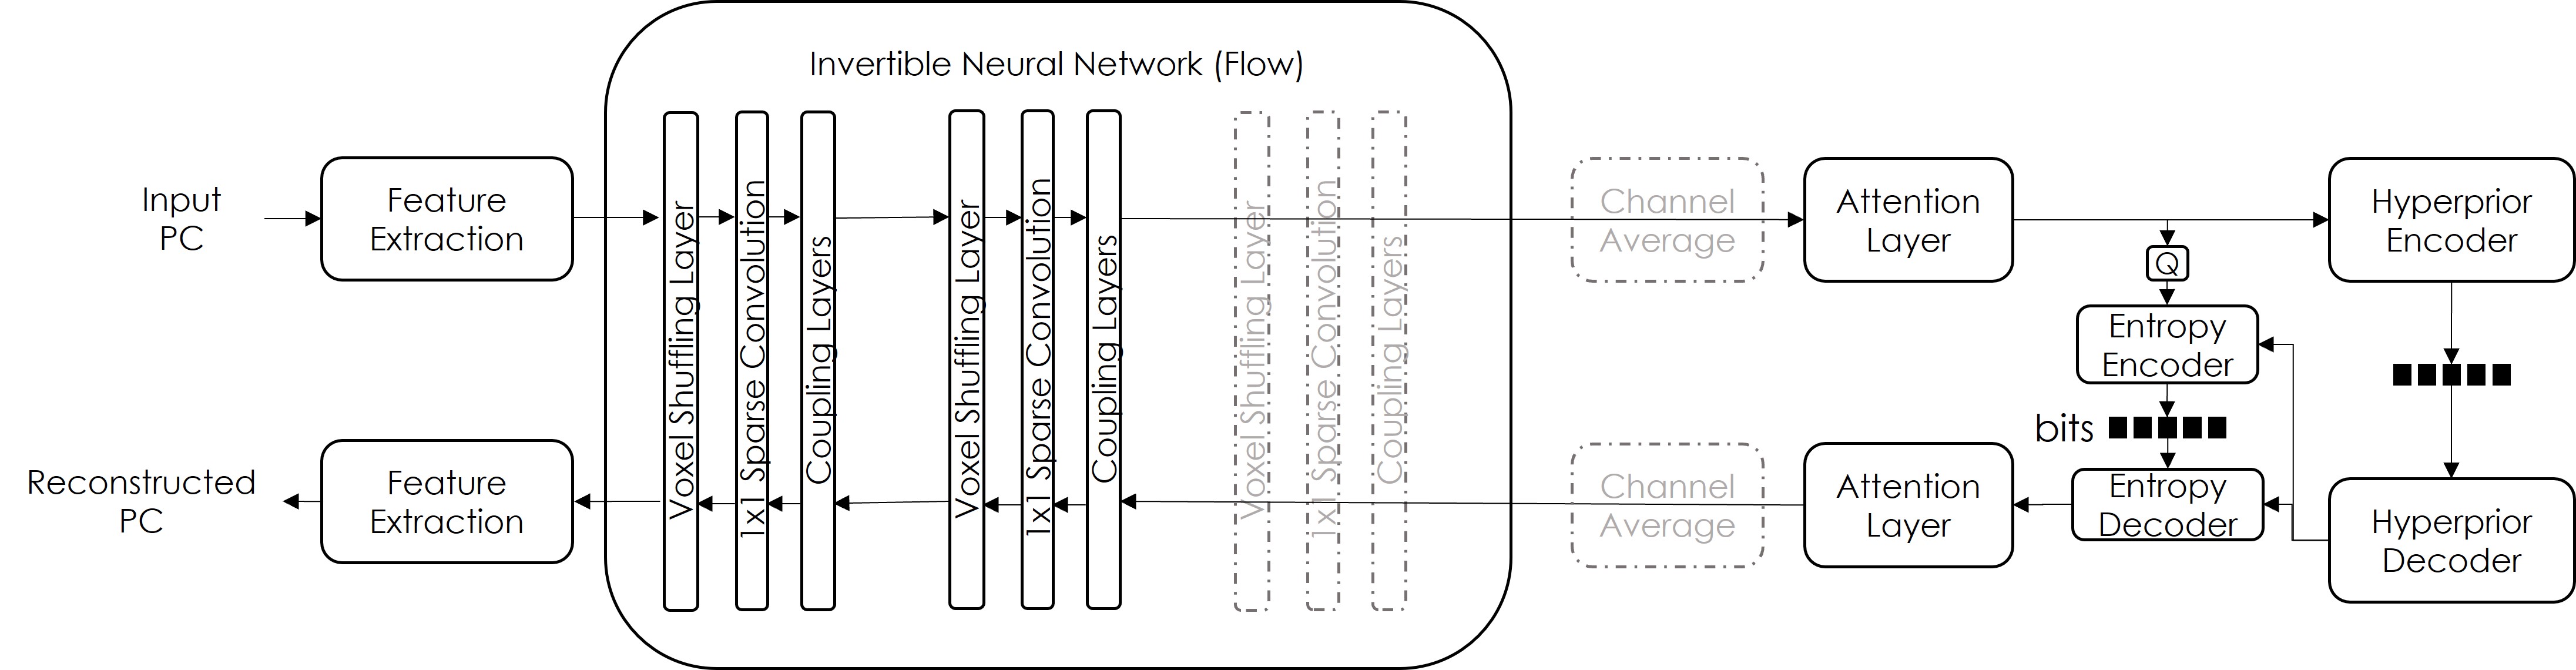 Invertible Neural Network (Flow)
Input
PC
Feature
Extraction
Voxel Shuffling Layer
1x1 Sparse Convolution
Coupling Layers
Voxel Shuffling Layer
1x1 Sparse Convolution
Coupling Layers
Voxel Shuffling Layer
1x1 Sparse Convolution
Coupling Layers
Channel
Average
Attention
Layer
Hyperprior
Encoder
Q
Entropy
Encoder
bits
Reconstructed
PC
Feature
Extraction
Channel
Average
Attention
Layer
Entropy
Decoder
Hyperprior
Decoder